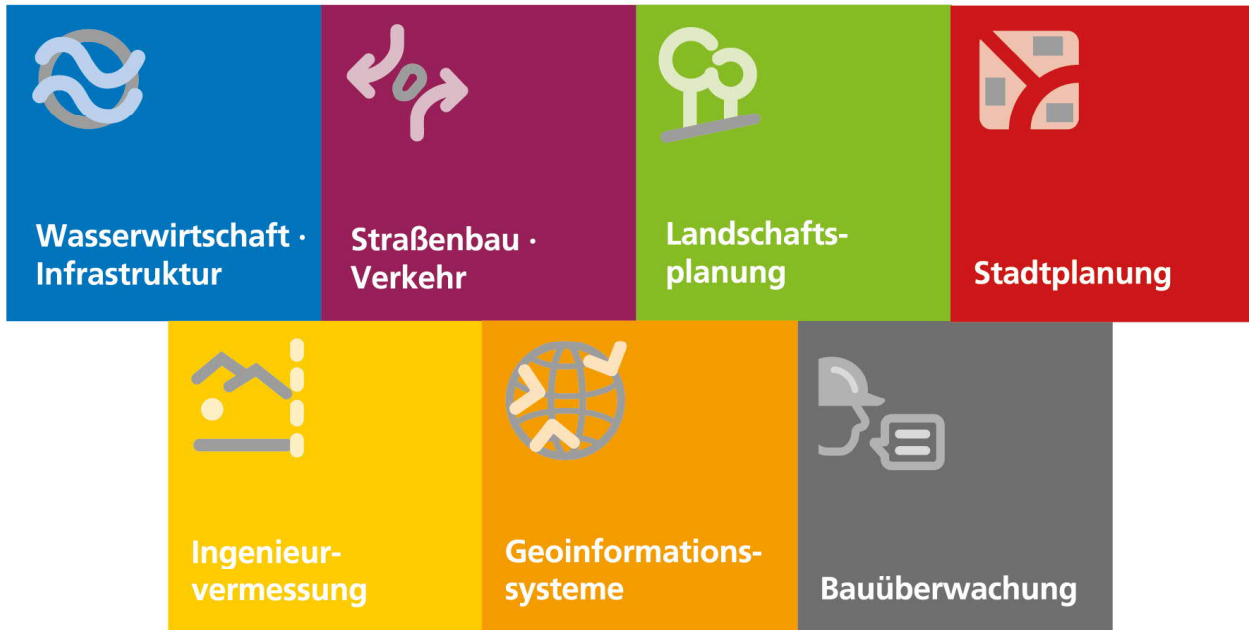 Wasserwirtschaft ·
Infrastruktur
Straßenbau ·
Verkehr
Landschafts-
planung
Stadtplanung
Ingenieur-
vermessung
Geoinformations-
systeme
Bauüberwachung